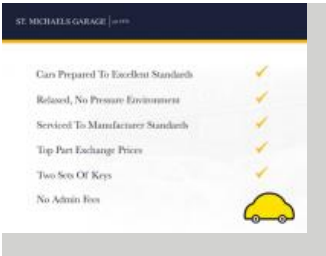 ST. MICHAELS GARAGE
Cars Prepared To Excellent Standards
Relaxed, No Pressure Environment
Serviced To Manufacturer Standards
Top Part Exchange Prices
Two Sets Of Keys
No Admin Fees